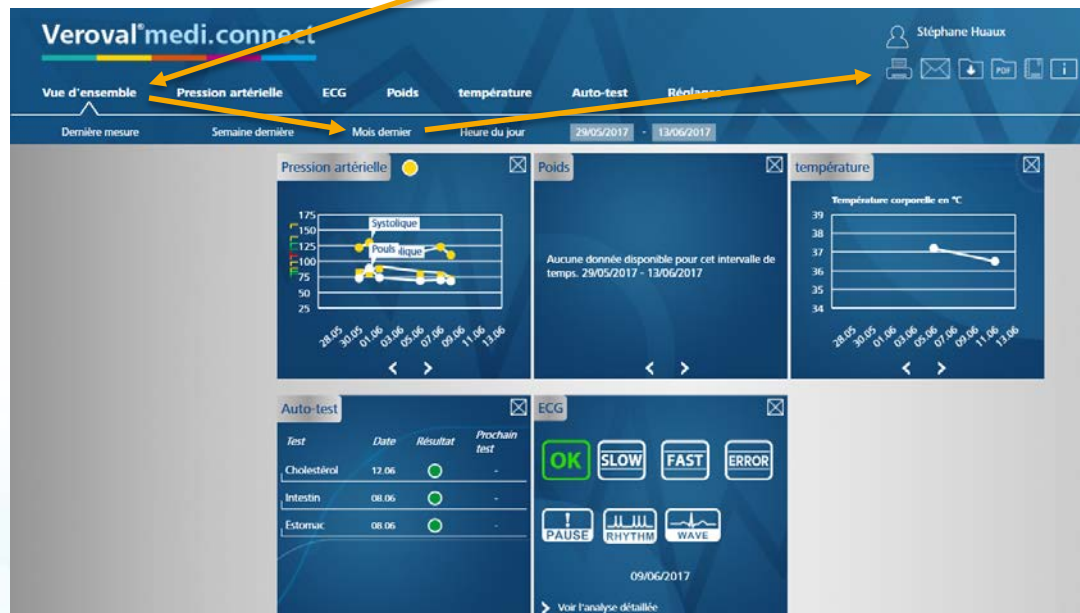 Veroval®medi.connect
Stéphane Huaux
PDF
i
Vue d'ensemble Pression artérielle ECG Poids température Auto-test Réglages
Dernière mesure Semaine dernière Mois dernier Heure du jour 29/05/2017 - 13/06/2017
Pression artérielle
175
150
125
100
75
50
25
Systolique
Pouls
lique
28.05 30.05 01.06 03.06 05.06 07.06 09.06 11.06 13.06
Poids
Aucune donnée disponible pour cet intervalle de
temps. 29/05/2017 - 13/06/2017
température
Température corporelle en °C
39
38
37
36
35
34
28.05 30.05 01.06 03.06 05.06 07.06 09.06 11.06 13.06
Auto-test
Test Date Résultat Prochain
test
Cholestérol 12.06 -
Intestin 08.06 -
Estomac 08.06 -
ECG
OK SLOW FAST ERROR
! PAUSE RHYTHM WAVE
09/06/2017
Voir l'analyse détaillée